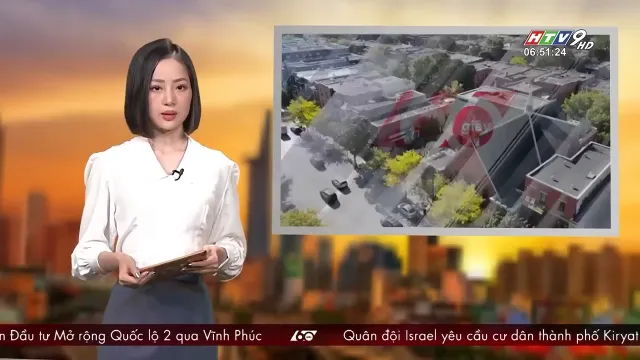 HTV9 HD
06:51:24
n Đầu tư Mở rộng Quốc lộ 2 qua Vĩnh Phúc
60 Quân đội Israel yêu cầu cư dân thành phố Kiryat